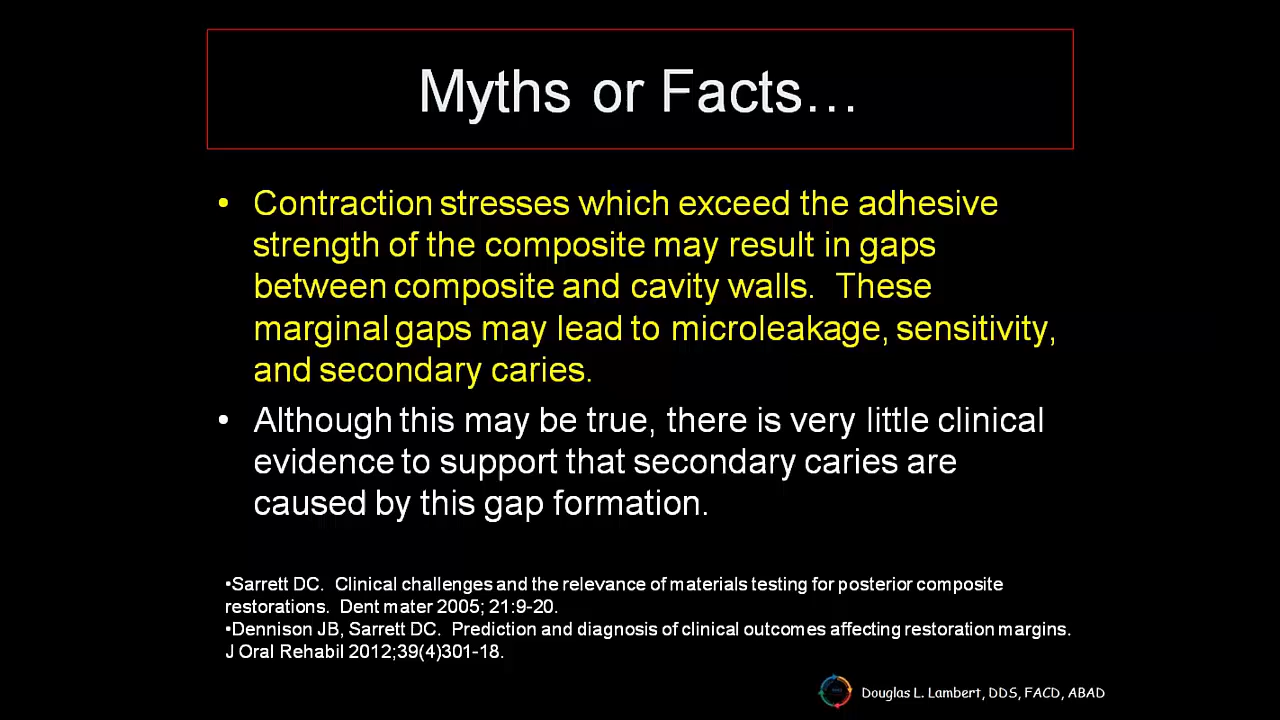 Myths or Facts…
• Contraction stresses which exceed the adhesive
strength of the composite may result in gaps
between composite and cavity walls.  These
marginal gaps may lead to microleakage, sensitivity,
and secondary caries.
• Although this may be true, there is very little clinical
evidence to support that secondary caries are
caused by this gap formation.
•Sarrett DC.  Clinical challenges and the relevance of materials testing for posterior composite
restorations.  Dent mater 2005; 21:9-20.
•Dennison JB, Sarrett DC.  Prediction and diagnosis of clinical outcomes affecting restoration margins.
J Oral Rehabil 2012;39(4)301-18.
Douglas L. Lambert, DDS, FACD, ABAD